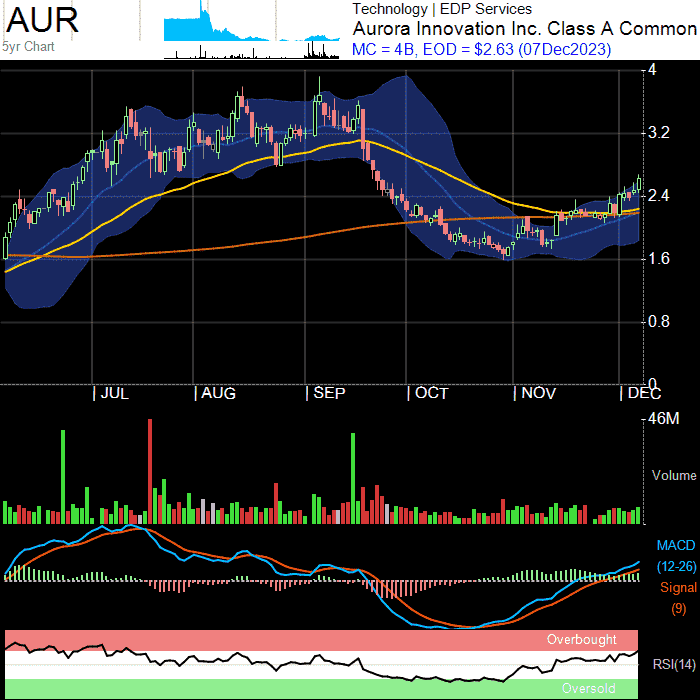 AUR
5yr Chart
Technology | EDP Services
Aurora Innovation Inc. Class A Common
MC = 4B, EOD = $2.63 (07Dec2023)
4
3.2
2.4
1.6
0.8
0
JUL AUG SEP OCT NOV DEC
46M
Volume
MACD
(12-26)
Signal
(9)
Overbought
RSI(14)
Oversold